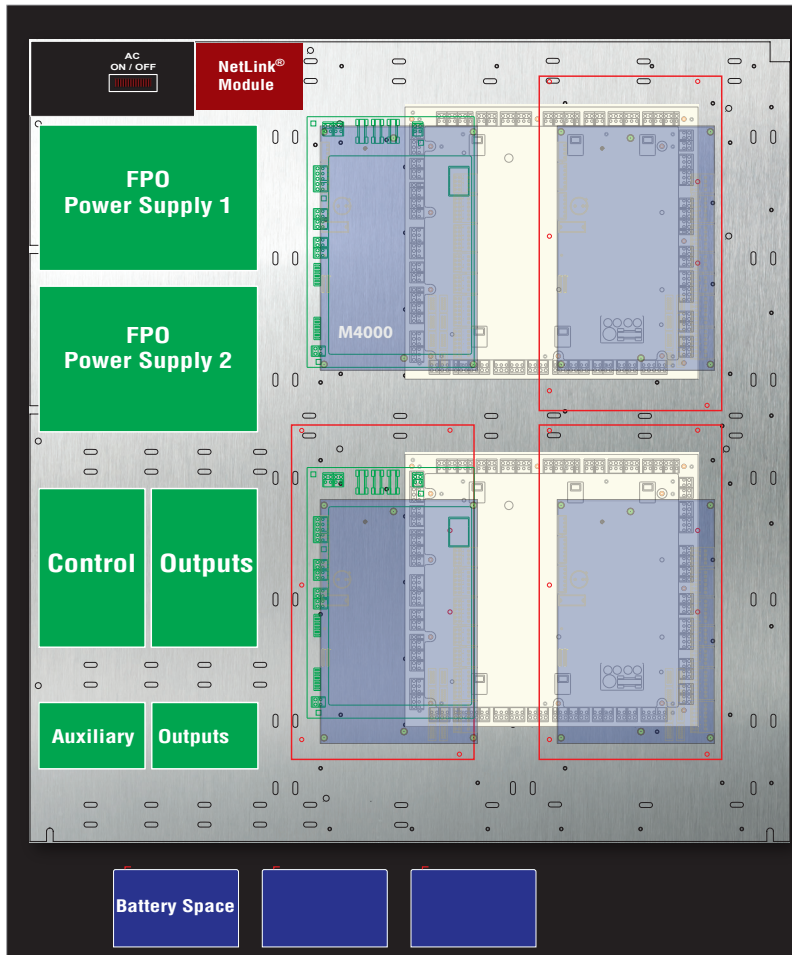 AC
ON / OFF
NetLink®
Module
FPO
Power Supply 1
FPO
Power Supply 2
M4000
Control
Outputs
Auxiliary
Outputs
Battery Space